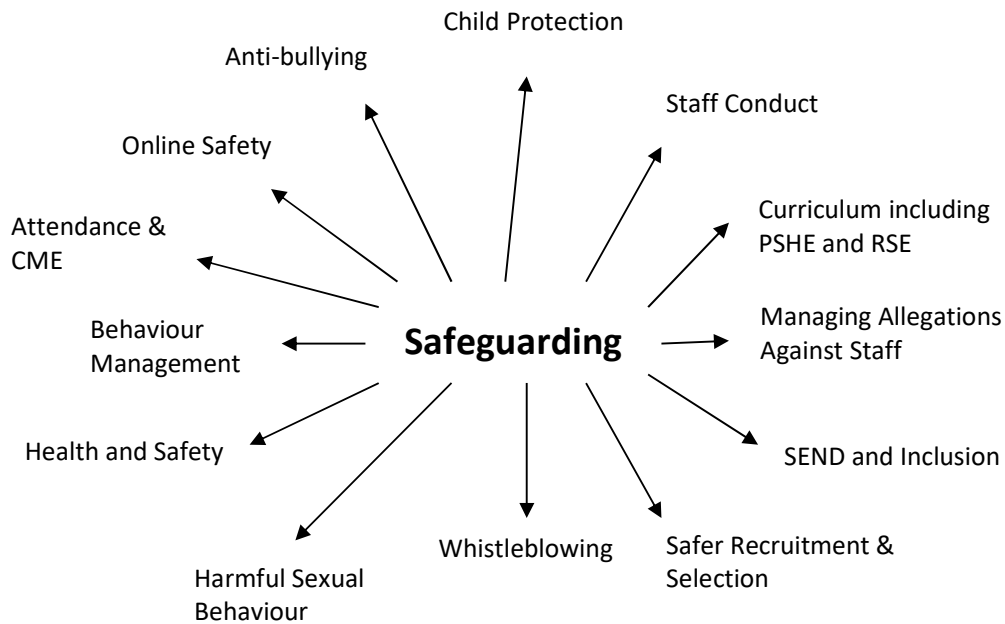 Child Protection
Anti-bullying
Staff Conduct
Online Safety
Attendance &
CME
Curriculum including
PSHE and RSE
Behaviour
Management
Safeguarding
Managing Allegations
Against Staff
Health and Safety
SEND and Inclusion
Harmful Sexual
Behaviour
Whistleblowing
Safer Recruitment &
Selection